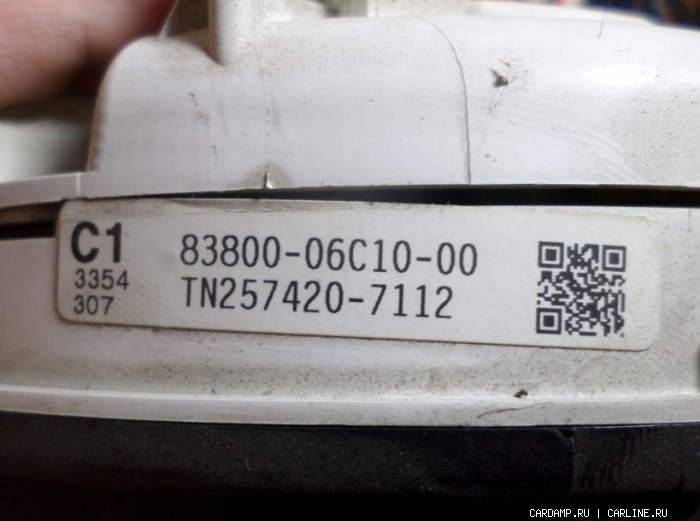 C1
3354
307
83800-06C10-00
TN257420-7112
CARDAMP.RU | CARLINE.RU